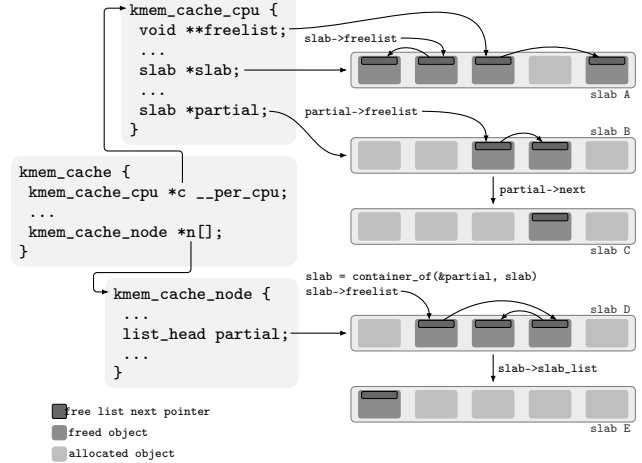 kmem_cache_cpu {
void **freelist;
...
slab *slab;
...
slab *partial;
}
slab->freelist
slab A
partial->freelist
slab B
partial->next
slab C
kmem_cache {
kmem_cache_cpu *c __per_cpu;
...
kmem_cache_node *n[];
}
kmem_cache_node {
...
list_head partial;
...
}
slab = container_of(&partial, slab)
slab->freelist
slab D
slab->slab_list
slab E
free list next pointer
freed object
allocated object